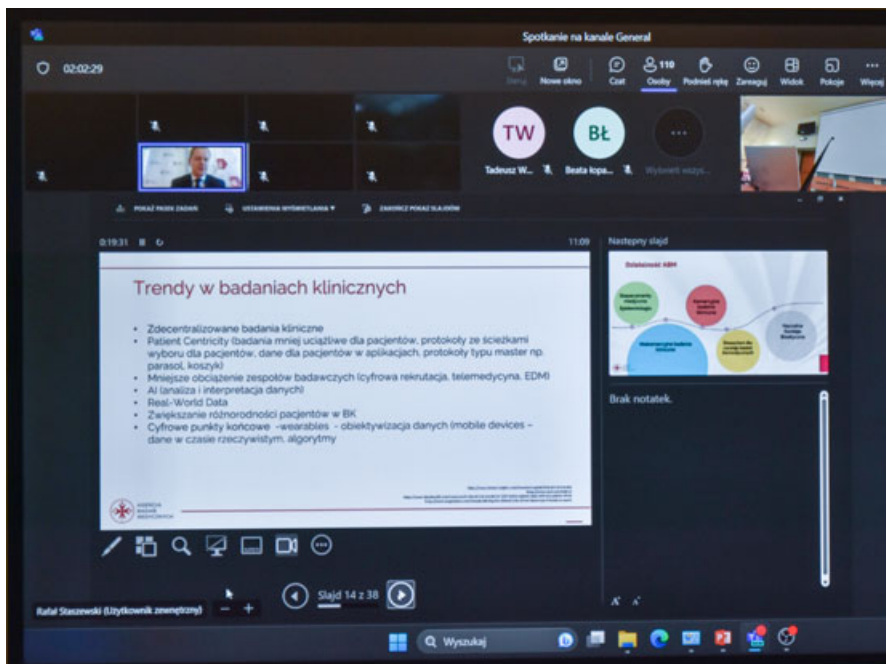 Spotkanie na kanale General
02:02:29
Nowe okno
Czat
110
Osoby
Podnieś rękę
Zareaguj
Widok
Pokoje
Więcej
TW
BŁ
Tadeusz W...
Beata łopa...
POKAŻ PASEK ZADAŃ
USTAWIENIA WYŚWIETLANIA ▾
ZAKOŃCZ POKAZ SLAJDÓW
0:19:31
11:09
Następny slajd
Trendy w badaniach klinicznych
• Zdecentralizowane badania kliniczne
• Patient Centricity (badania mniej uciążliwe dla pacjentów, protokoły ze ścieżkami
wyboru dla pacjentów, dane dla pacjentów w aplikacjach, protokoły typu master np.
parasol, koszyk)
• Mniejsze obciążenie zespołów badawczych (cyfrowa rekrutacja, telemedycyna, EDM)
• AI (analiza i interpretacja danych)
• Real-World Data
• Zwiększanie różnorodności pacjentów w BK
• Cyfrowe punkty końcowe -wearables - obiektywizacja danych (mobile devices –
dane w czasie rzeczywistym, algorytmy
AGENCJA
BADAŃ
MEDYCZNYCH
Działalność ABM
Brak notatek.
Slajd 14 z 38
Rafał Staszewski (Użytkownik zewnętrzny)
Wyszukaj